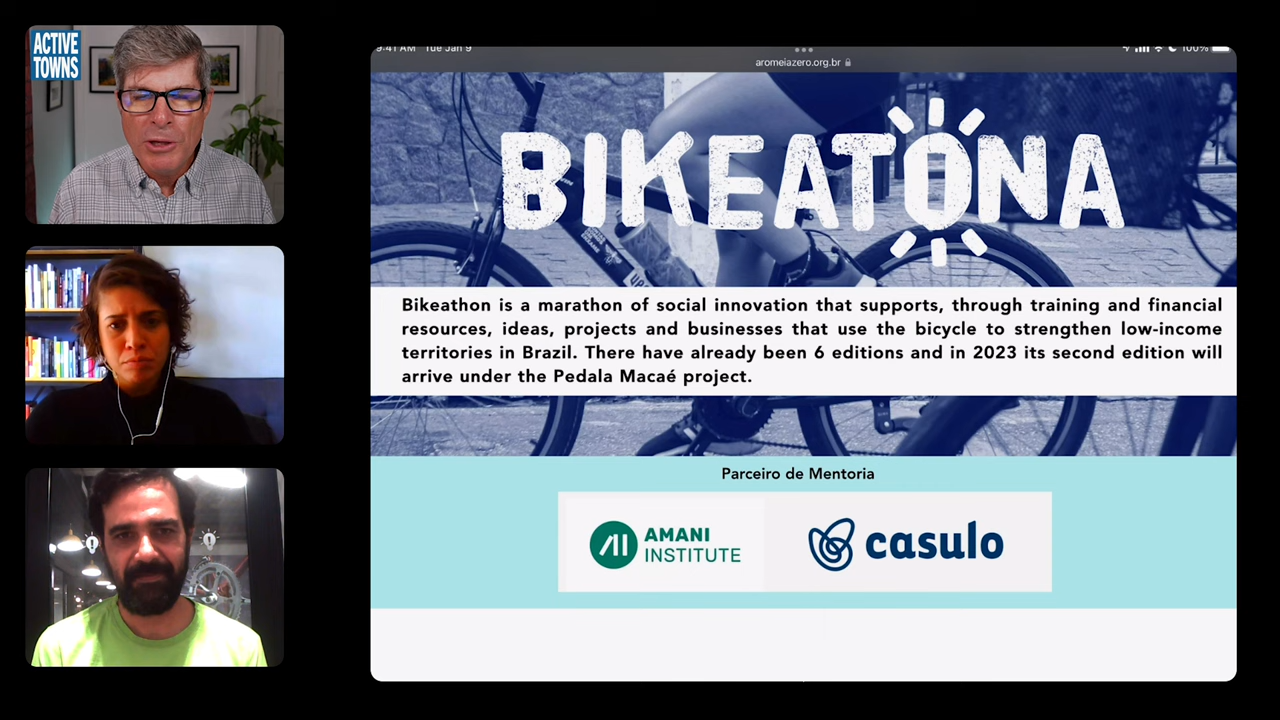 ACTIVE
TOWNS
9:41 AM Tue Jan 9
100%
aromeiazero.org.br
BIKEATONA
Bikeathon is a marathon of social innovation that supports, through training and financial
resources, ideas, projects and businesses that use the bicycle to strengthen low-income
territories in Brazil. There have already been 6 editions and in 2023 its second edition will
arrive under the Pedala Macaé project.
Parceiro de Mentoria
AMANI
INSTITUTE
casulo